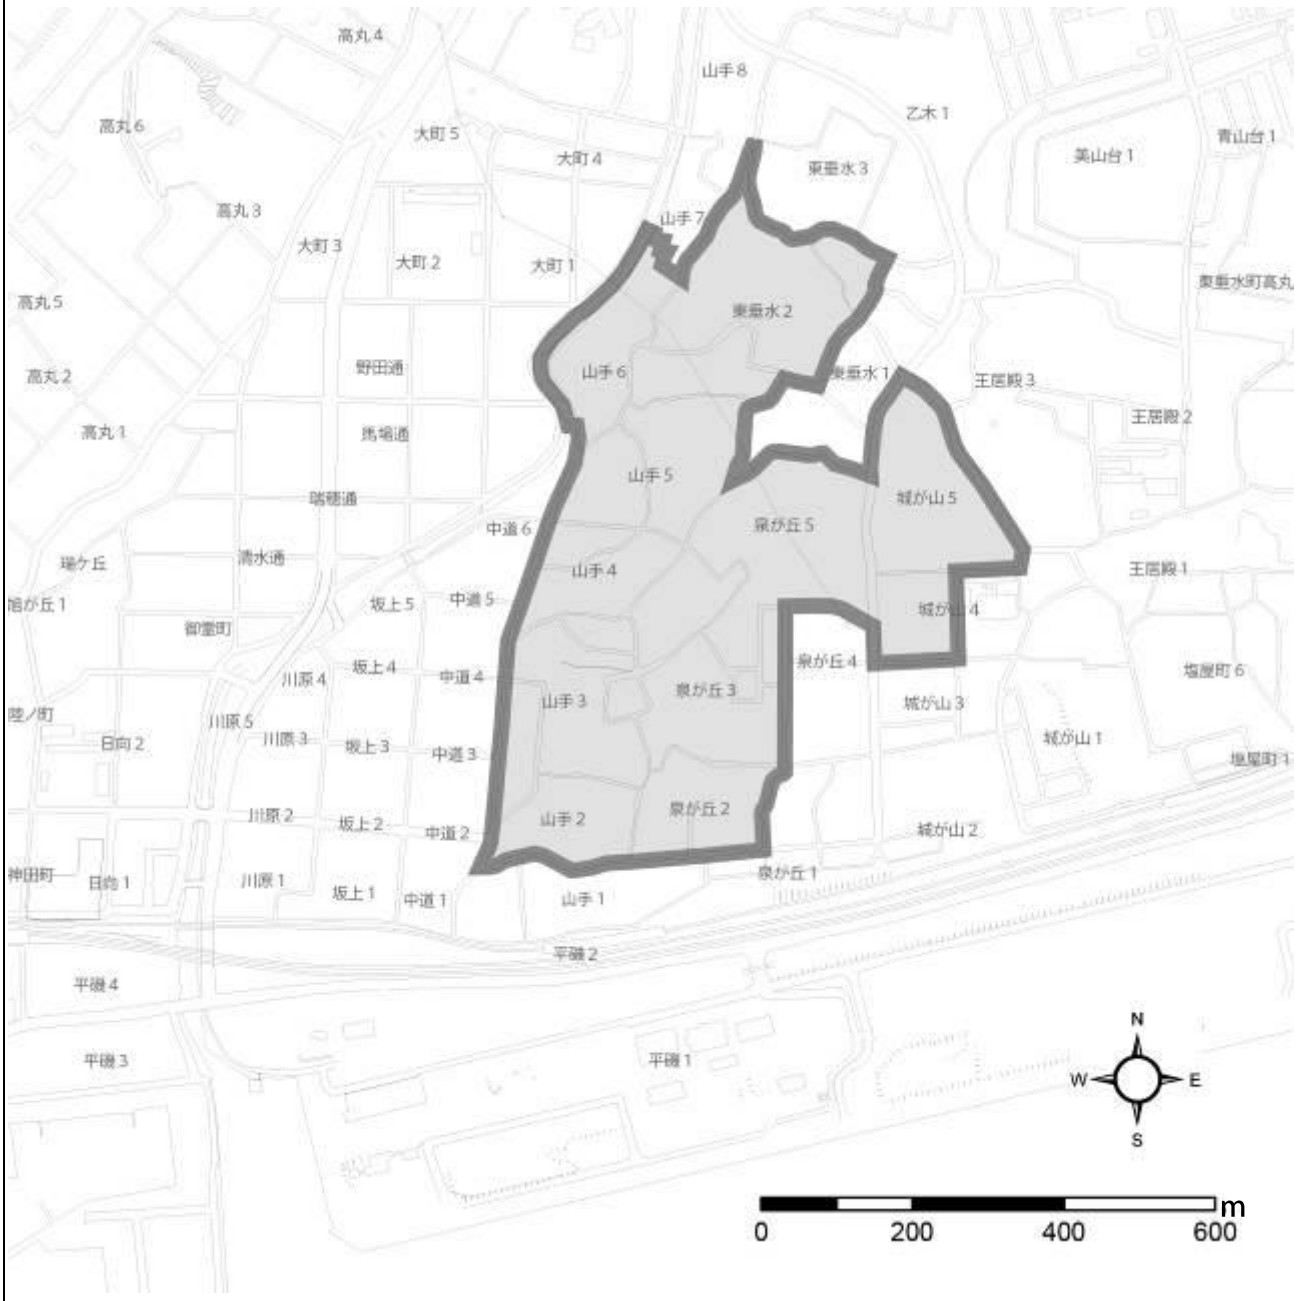 高丸 4
山手 8
乙木 1
高丸 6
大町 5
青山台 1
大町 4
美山台 1
東垂水 3
高丸 3
山手 7
大町 3
大町 2
大町 1
東垂水町高丸
高丸 5
東垂水 2
野田通
山手 6
東垂水 1
高丸 2
王居殿 3
王居殿 2
高丸 1
馬場通
山手 5
瑞穂通
城が山 5
中道 6
泉が丘 5
清水通
瑞ケ丘
山手 4
王居殿 1
旭が丘 1
坂上 5
中道 5
城が山 4
御霊町
泉が丘 4
坂上 4
中道 4
川原 4
塩屋町 6
泉が丘 3
山手 3
城が山 3
陸ノ町
川原 5
日向 2
川原 3
坂上 3
中道 3
城が山 1
塩屋町 1
泉が丘 2
川原 2
坂上 2
中道 2
山手 2
城が山 2
神田町
日向 1
川原 1
坂上 1
中道 1
山手 1
泉が丘 1
平磯 2
平磯 4
平磯 3
平磯 1
N
W
E
S
m
0
200
400
600